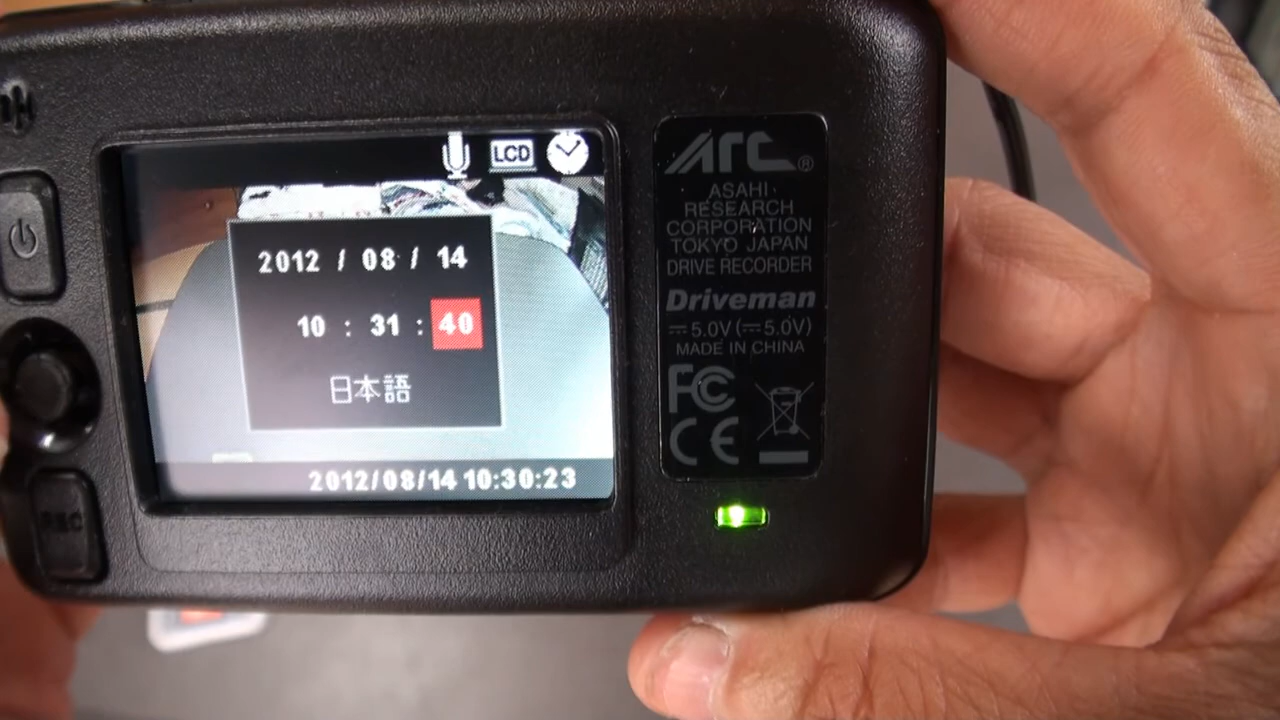 LCD
2012 / 08 / 14
10 : 31 : 40
日本語
2012/08/14 10:30:23
REC
ARC®
ASAHI
RESEARCH
CORPORATION
TOKYO JAPAN
DRIVE RECORDER
Driveman
⎓5.0V(⎓5.0V)
MADE IN CHINA
FC
CE